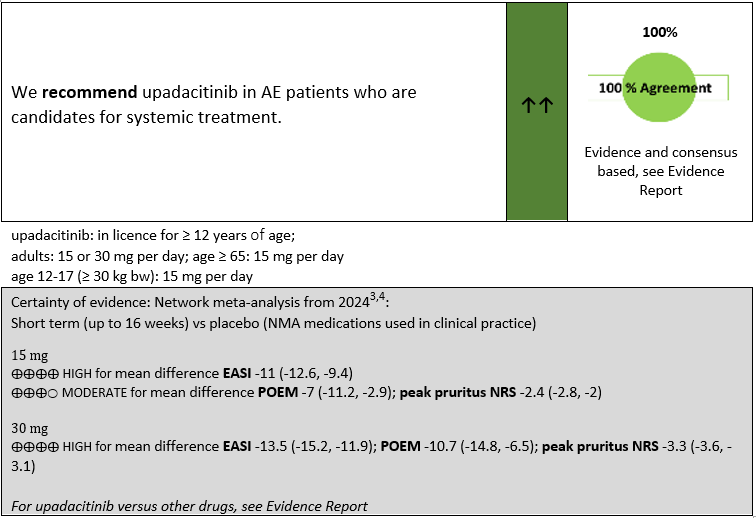 We recommend upadacitinib in AE patients who are
candidates for systemic treatment.
↑↑
100%
100 % Agreement
Evidence and consensus
based, see Evidence
Report
upadacitinib: in licence for ≥ 12 years of age;
adults: 15 or 30 mg per day; age ≥ 65: 15 mg per day
age 12-17 (≥ 30 kg bw): 15 mg per day
Certainty of evidence: Network meta-analysis from 20243,4:
Short term (up to 16 weeks) vs placebo (NMA medications used in clinical practice)
15 mg
⊕⊕⊕⊕ HIGH for mean difference EASI -11 (-12.6, -9.4)
⊕⊕⊕○ MODERATE for mean difference POEM -7 (-11.2, -2.9); peak pruritus NRS -2.4 (-2.8, -2)
30 mg
⊕⊕⊕⊕ HIGH for mean difference EASI -13.5 (-15.2, -11.9); POEM -10.7 (-14.8, -6.5); peak pruritus NRS -3.3 (-3.6, -
3.1)
For upadacitinib versus other drugs, see Evidence Report